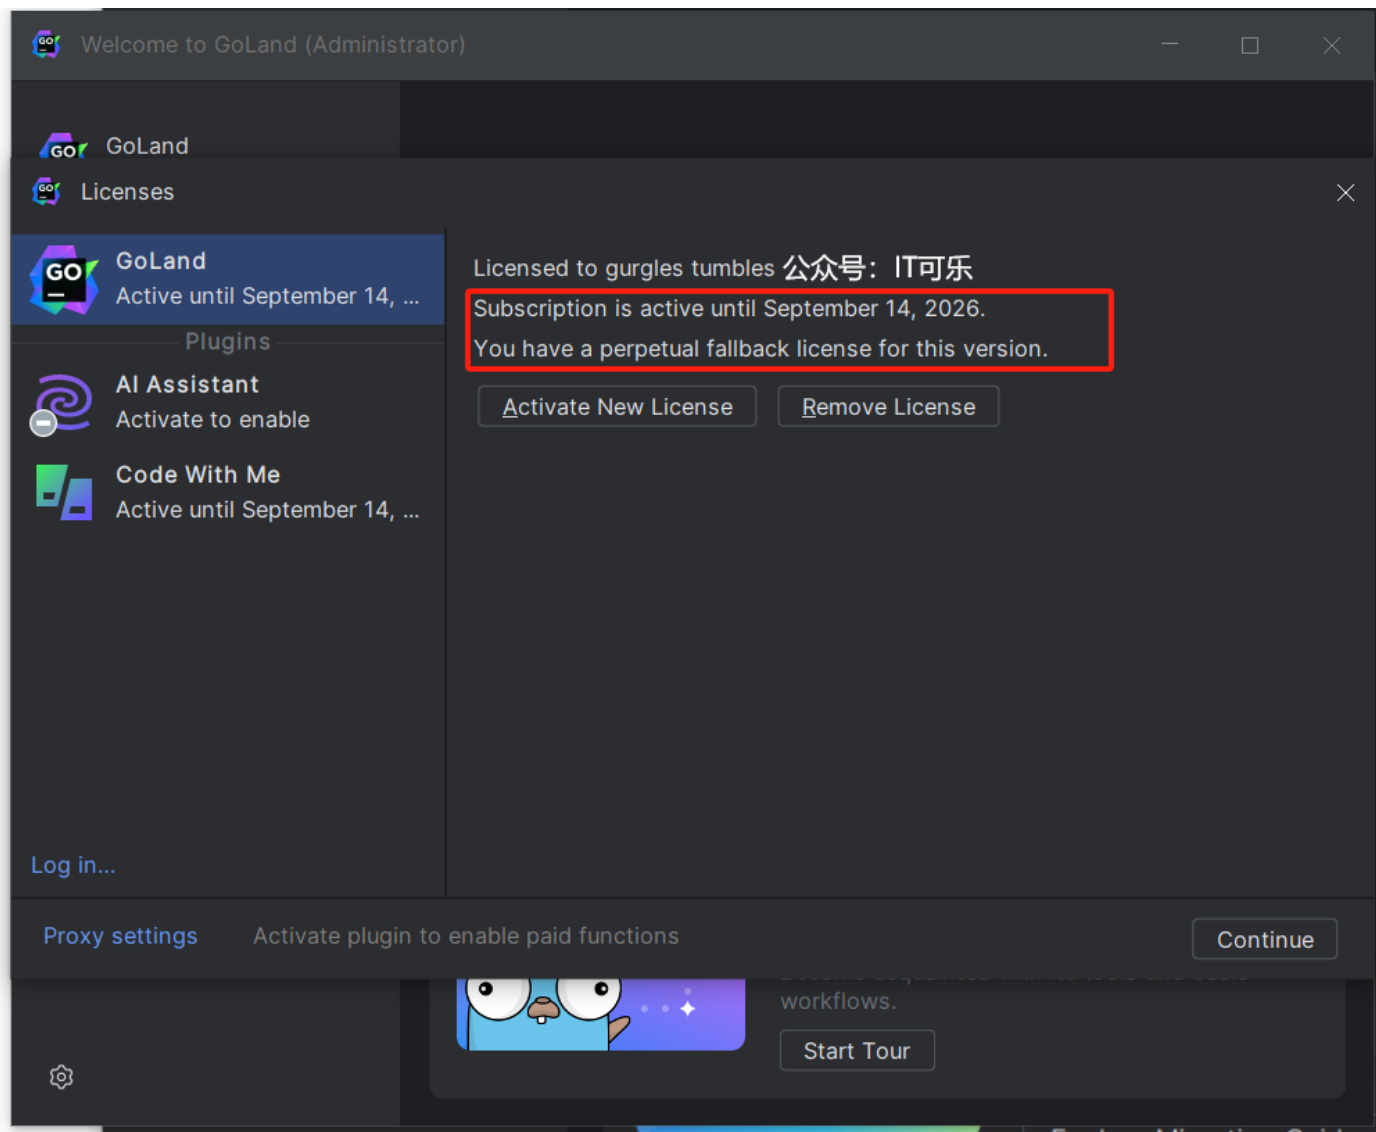 Welcome to GoLand (Administrator)
GoLand
Licenses
GoLand
Active until September 14, ...
Plugins
AI Assistant
Activate to enable
Code With Me
Active until September 14, ...
Log in...
Licensed to gurgles tumbles 公众号：IT可乐
Subscription is active until September 14, 2026.
You have a perpetual fallback license for this version.
Activate New License
Remove License
Proxy settings
Activate plugin to enable paid functions
Continue
workflows.
Start Tour